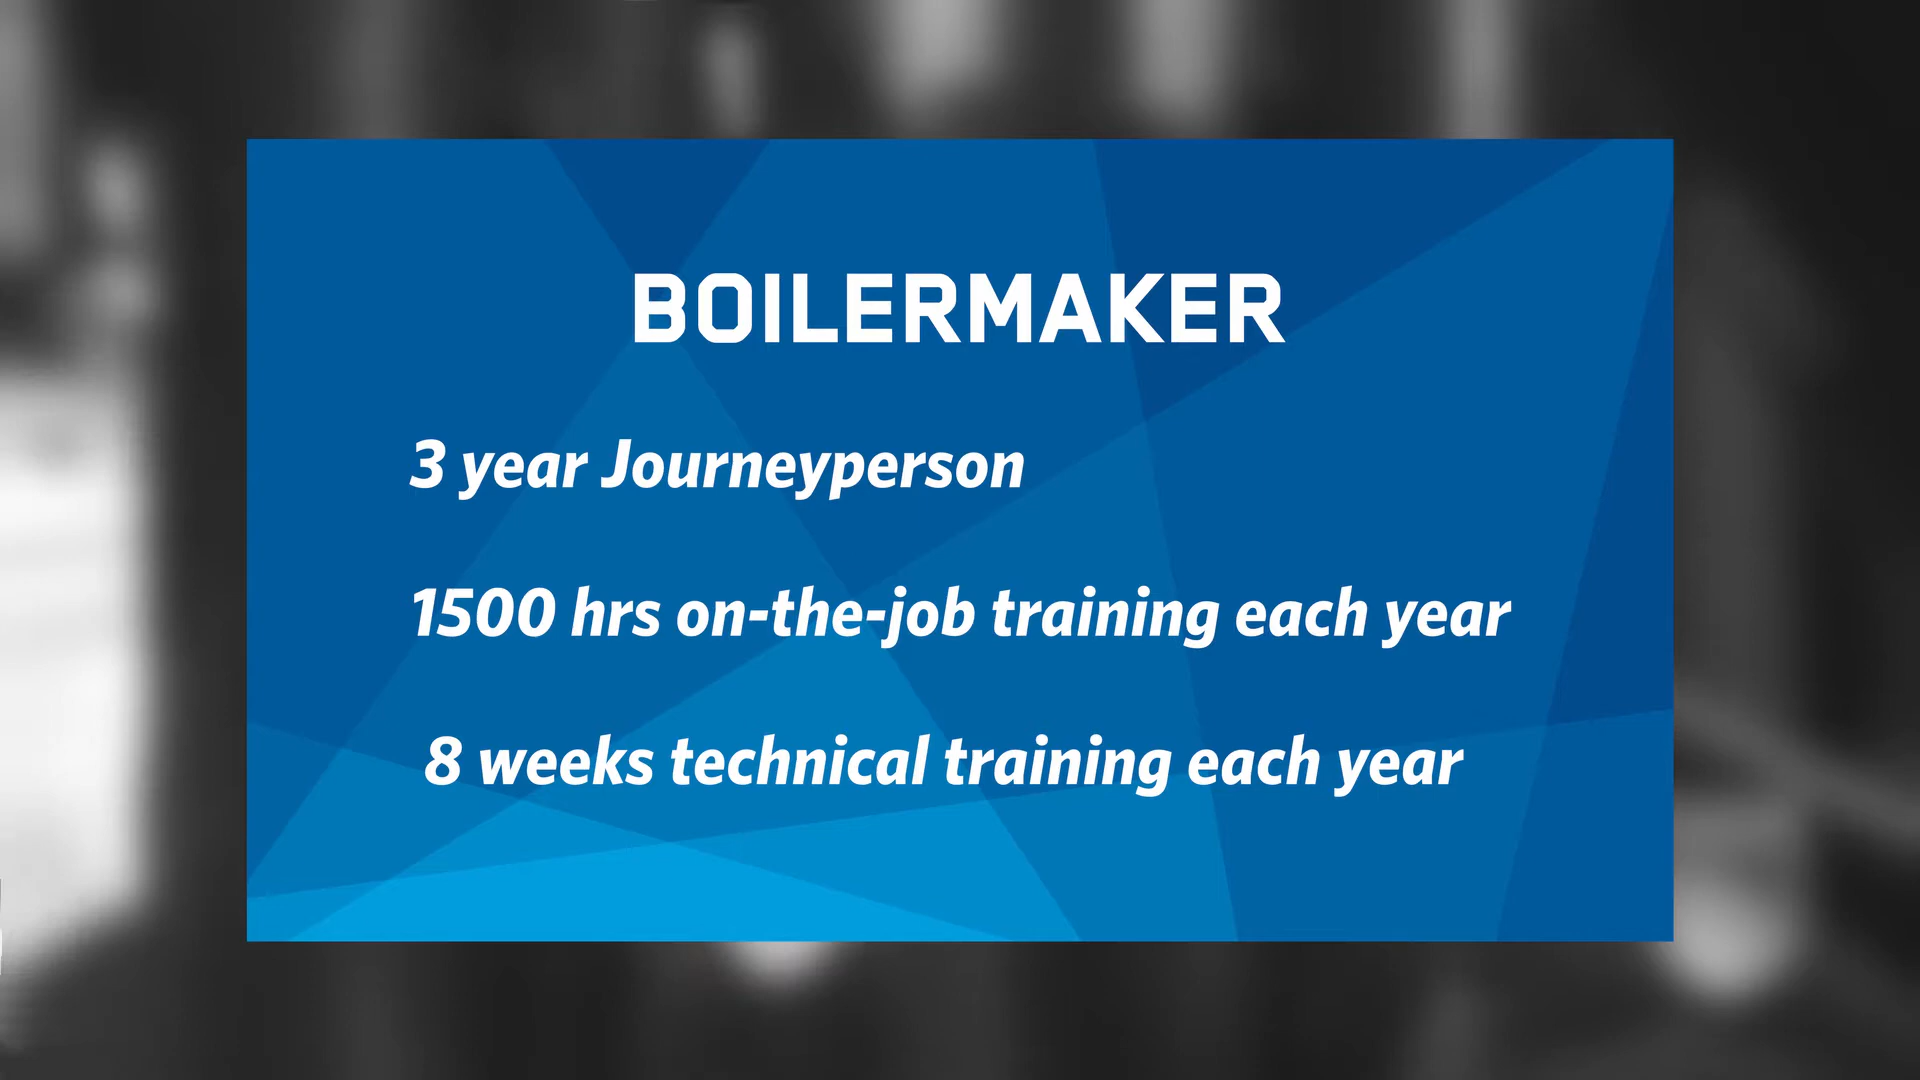 BOILERMAKER
3 year Journeyperson
1500 hrs on-the-job training each year
8 weeks technical training each year